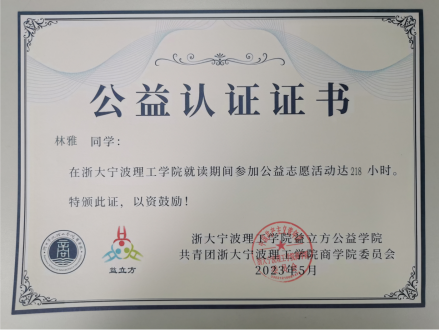 公益认证证书
林雅 同学：
在浙大宁波理工学院就读期间参加公益志愿活动达218小时。
特颁此证，以资鼓励！
商
益立方
浙大宁波理工学院益立方公益学院
共青团浙大宁波理工学院商学院委员会
2023年5月